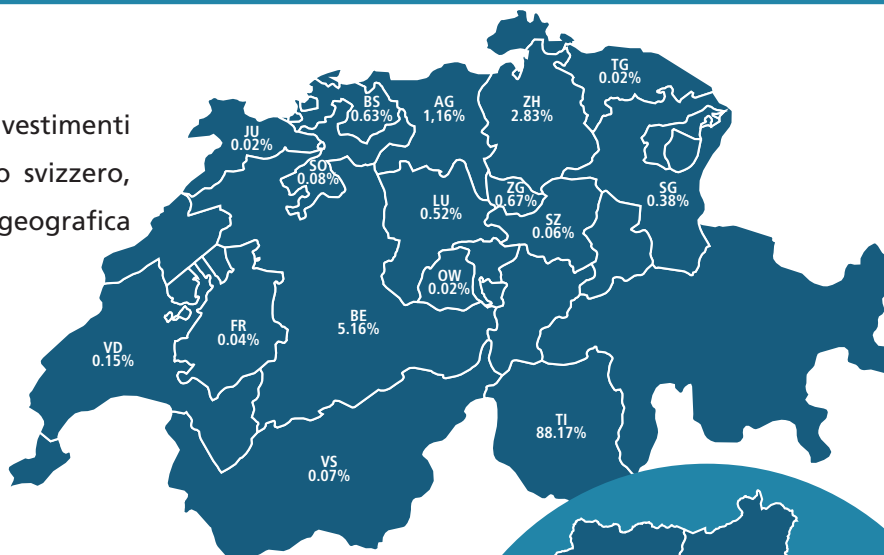 vestimenti
o svizzero,
geografica
TG
0.02%
BS
0.63%
AG
1,16%
ZH
2.83%
JU
0.02%
SO
0.08%
LU
0.52%
ZG
0.67%
SZ
0.06%
SG
0.38%
OW
0.02%
BE
5.16%
FR
0.04%
VD
0.15%
TI
88.17%
VS
0.07%